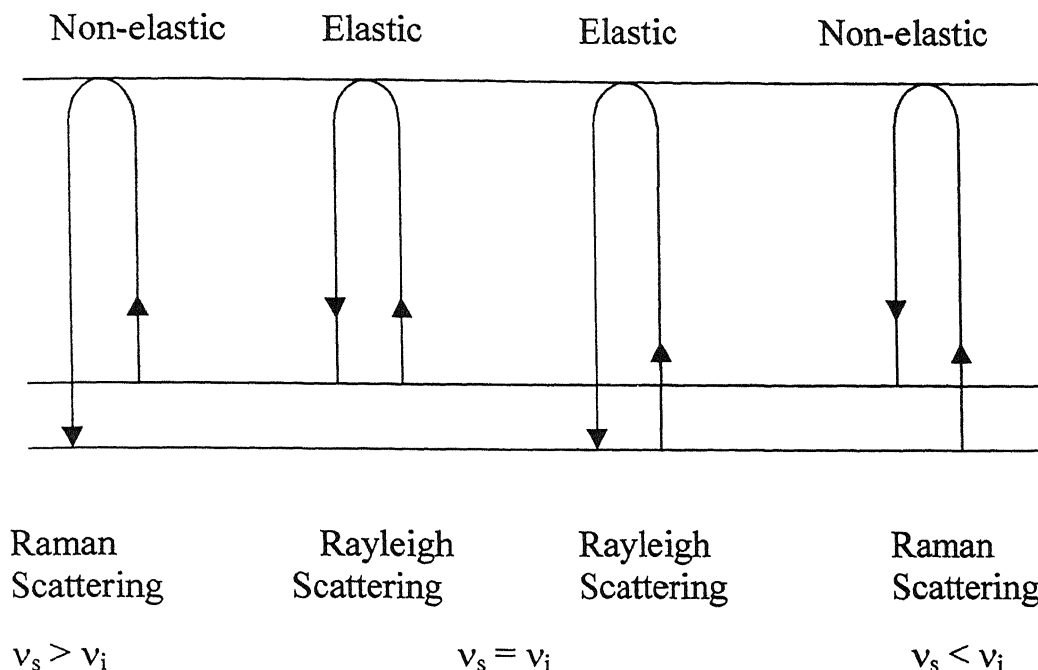 Non-elastic Elastic Elastic Non-elastic
Raman Rayleigh Rayleigh Raman
Scattering Scattering Scattering Scattering
νs > νi νs = νi νs < νi